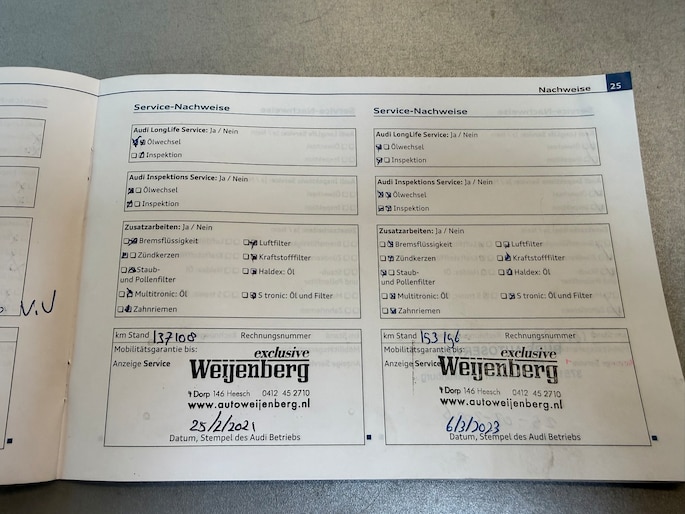 Nachweise 25
Service-Nachweise
Audi LongLife Service: Ja / Nein
Ölwechsel
Inspektion
Audi Inspektions Service: Ja / Nein
Ölwechsel
Inspektion
Zusatzarbeiten: Ja / Nein
Bremsflüssigkeit
Luftfilter
Zündkerzen
Kraftstofffilter
Staub-
und Pollenfilter
Haldex: Öl
Multitronic: Öl
S tronic: Öl und Filter
Zahnriemen
km Stand 137108 Rechnungsnummer
Mobilitätsgarantie bis:
Anzeige Service
exclusive
Weijenberg
't Dorp 146 Heesch 0412 45 2710
www.autoweijenberg.nl
25/2/2021
Datum, Stempel des Audi Betriebs
Service-Nachweise
Audi LongLife Service: Ja / Nein
Ölwechsel
Inspektion
Audi Inspektions Service: Ja / Nein
Ölwechsel
Inspektion
Zusatzarbeiten: Ja / Nein
Bremsflüssigkeit
Luftfilter
Zündkerzen
Kraftstofffilter
Staub-
und Pollenfilter
Haldex: Öl
Multitronic: Öl
S tronic: Öl und Filter
Zahnriemen
km Stand Rechnungsnummer
Mobilitätsgarantie bis:
Anzeige Service
exclusive
Weijenberg
't Dorp 146 Heesch 0412 45 2710
www.autoweijenberg.nl
6/3/2023
Datum, Stempel des Audi Betriebs